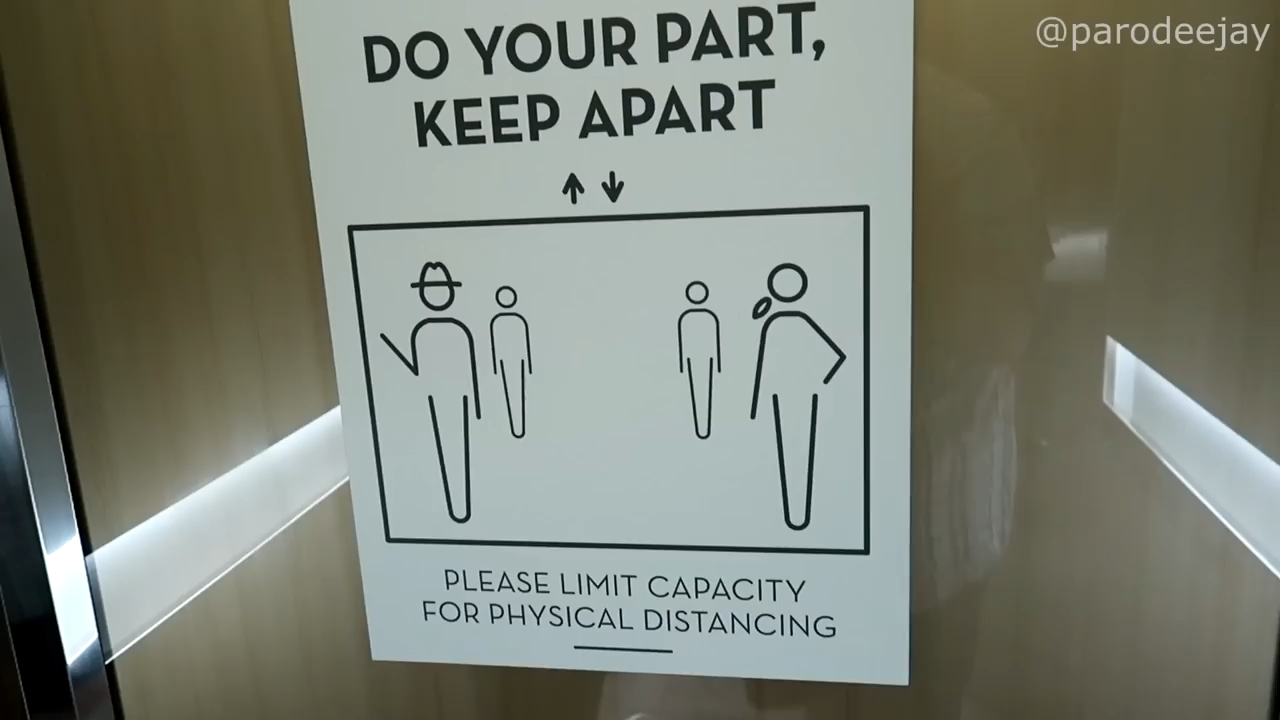 @parodeejay
DO YOUR PART,
KEEP APART
PLEASE LIMIT CAPACITY
FOR PHYSICAL DISTANCING